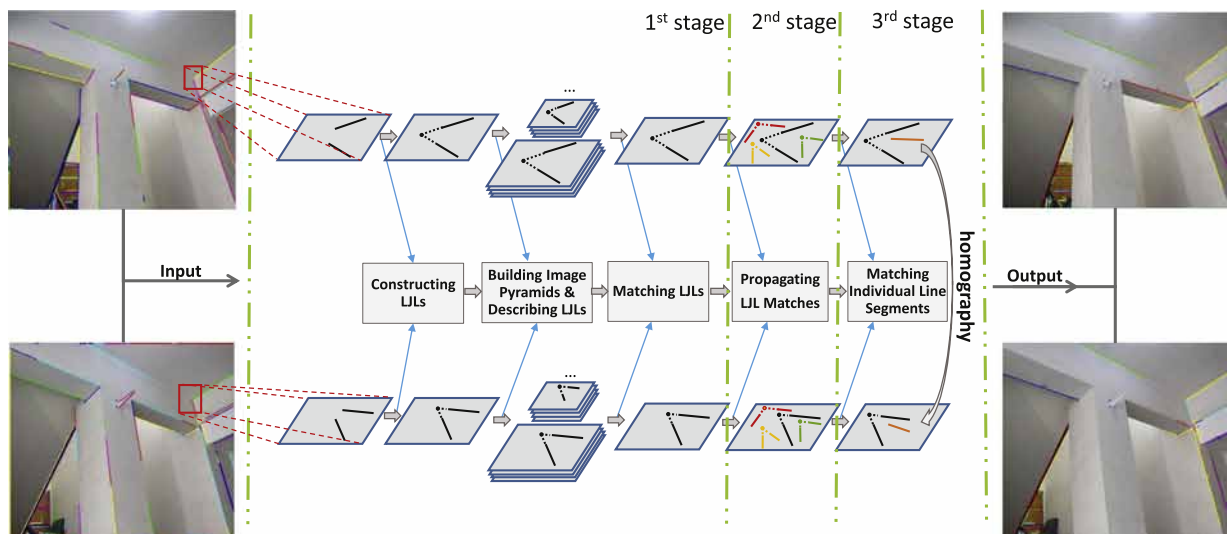 1st stage
2nd stage
3rd stage
...
Input
Constructing
LJLs
Building Image
Pyramids &
Describing LJLs
Matching LJLs
Propagating
LJL Matches
Matching
Individual Line
Segments
homography
Output
...